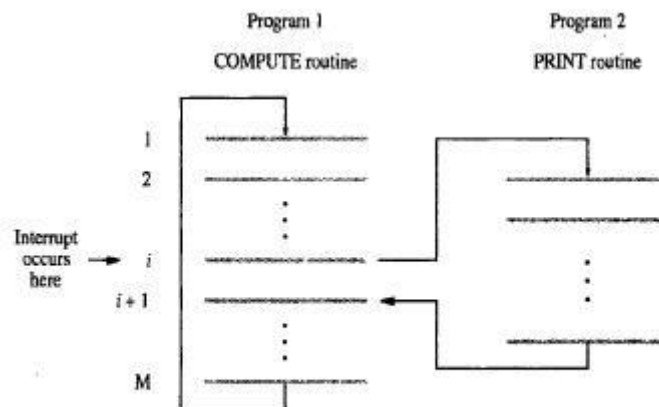 Program 1
Program 2
COMPUTE routine
PRINT routine
1
2
Interrupt
occurs
here
i
i + 1
M